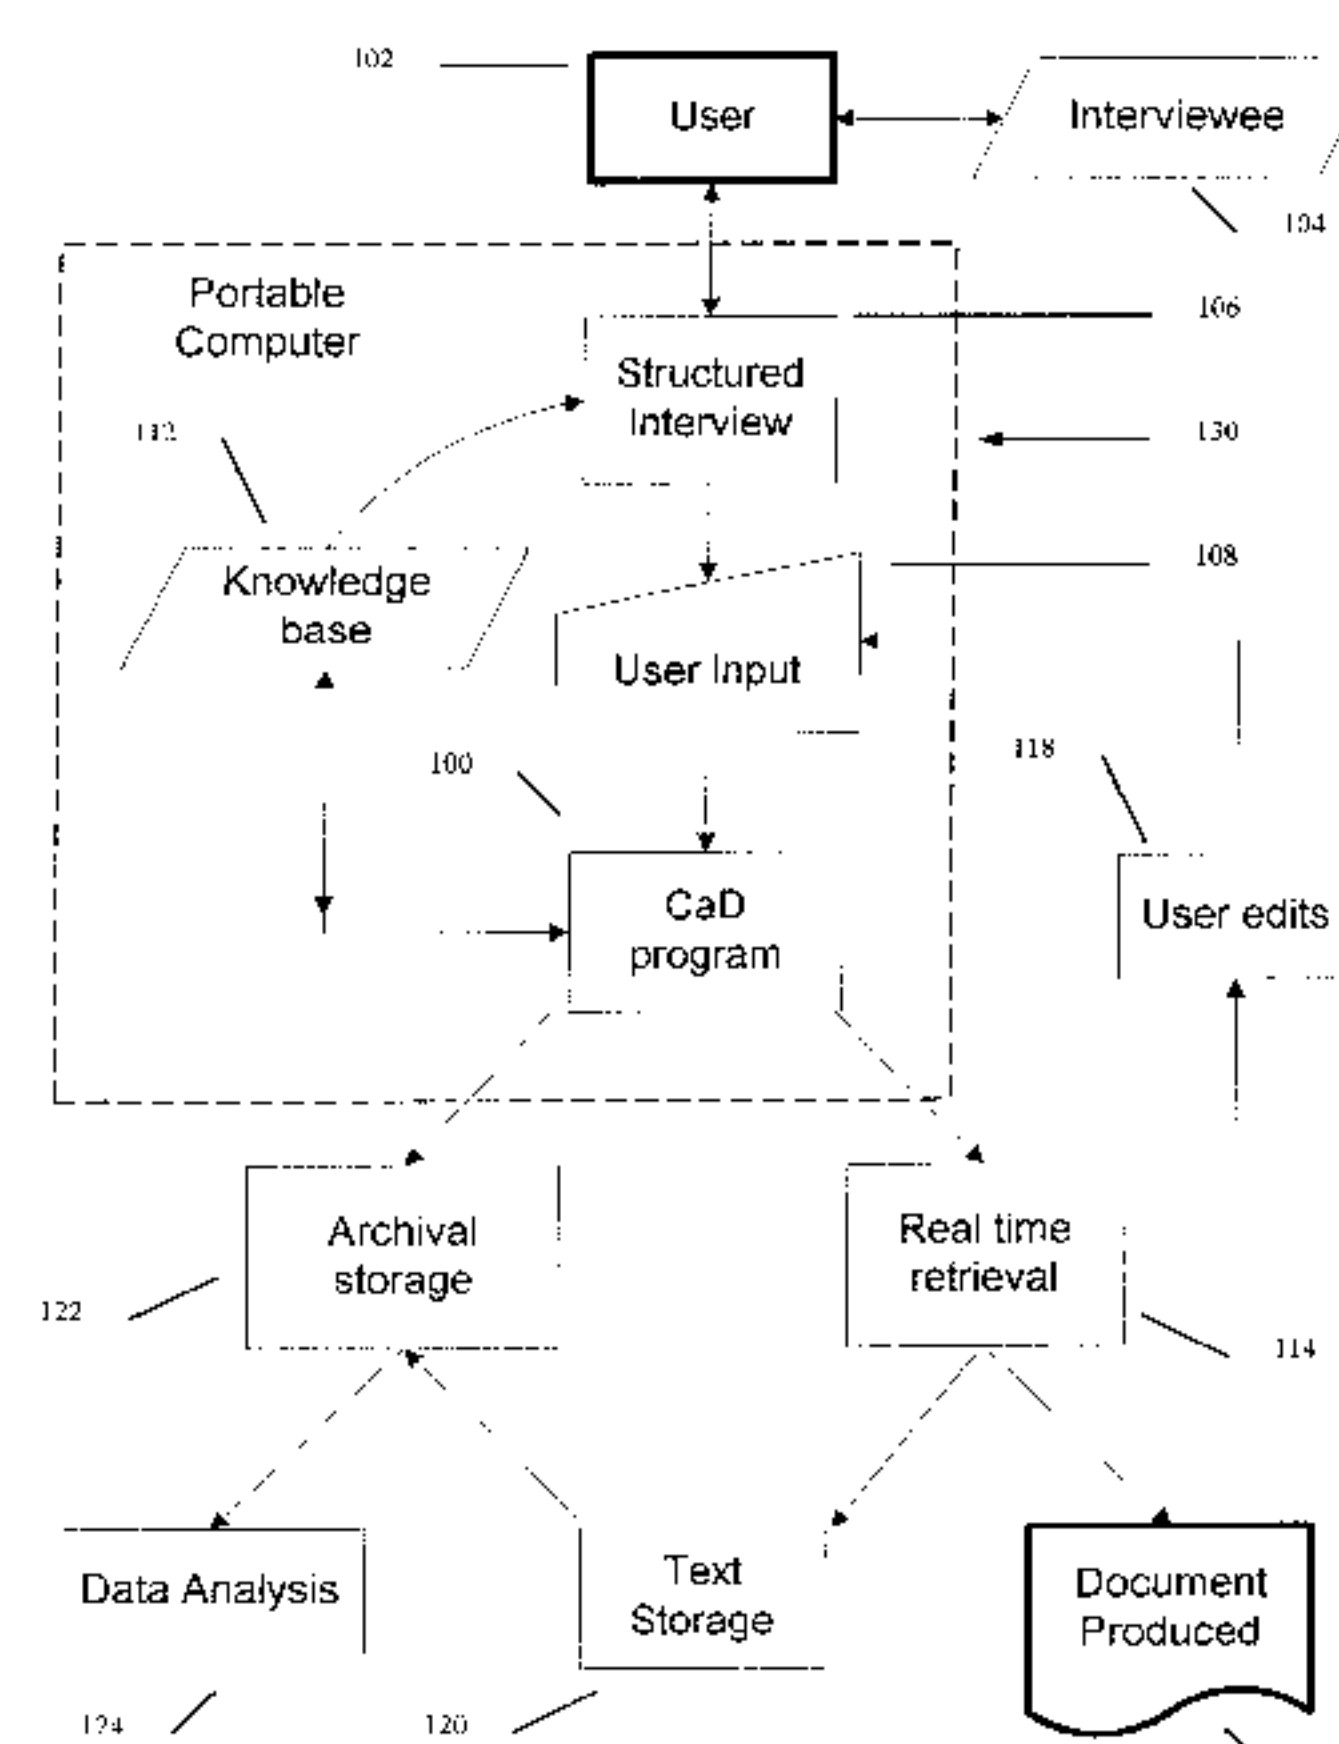 102
User
Interviewee
104
Portable
Computer
106
Structured
Interview
112
130
108
Knowledge
base
User Input
100
118
CaD
program
User edits
Archival
storage
Real time
retrieval
122
114
Data Analysis
Text
Storage
Document
Produced
124
120